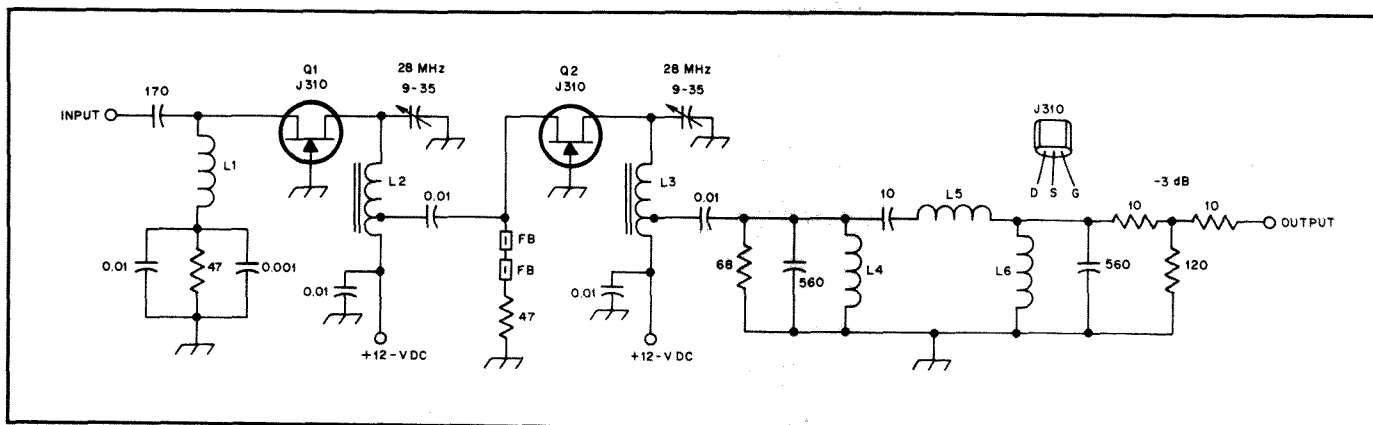 INPUT
170
L1
0.01
47
0.001
Q1
J310
28 MHz
9-35
L2
0.01
0.01
+12-VDC
FB
FB
47
Q2
J310
28 MHz
9-35
L3
0.01
0.01
+12-VDC
68
560
L4
10
L5
L6
560
J310
D S G
-3 dB
10
10
120
OUTPUT